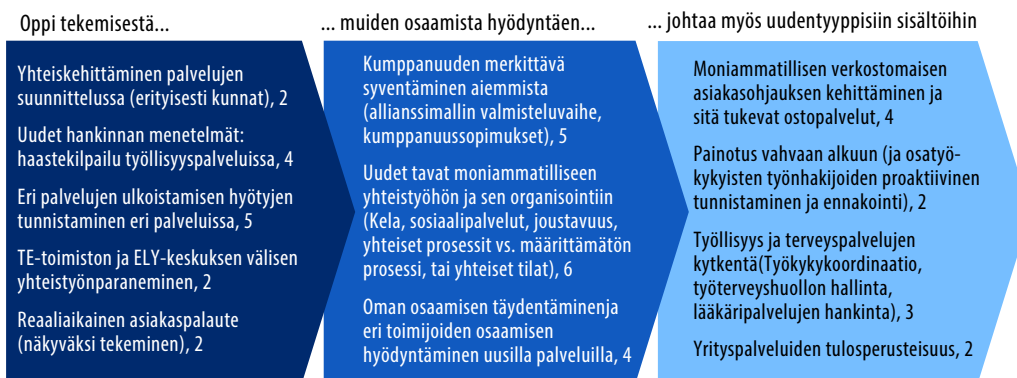 Oppi tekemisestä...
Yhteiskehittäminen palvelujen
suunnittelussa (erityisesti kunnat), 2
Uudet hankinnan menetelmät:
haastekilpailu työllisyyspalveluissa, 4
Eri palvelujen ulkoistamisen hyötyjen
tunnistaminen eri palveluissa, 5
TE-toimiston ja ELY-keskuksen välisen
yhteistyönparaneminen, 2
Reaaliaikainen asiakaspalaute
(näkyväksi tekeminen), 2
... muiden osaamista hyödyntäen...
Kumppanuuden merkittävä
syventäminen aiemmista
(allianssimallin valmisteluvaihe,
kumppanuussopimukset), 5
Uudet tavat moniammatilliseen
yhteistyöhön ja sen organisointiin
(Kela, sosiaalipalvelut, joustavuus,
yhteiset prosessit vs. määrittämätön
prosessi, tai yhteiset tilat), 6
Oman osaamisen täydentäminenja
eri toimijoiden osaamisen
hyödyntäminen uusilla palveluilla, 4
... johtaa myös uudentyyppisiin sisältöihin
Moniammatillisen verkostomaisen
asiakasohjauksen kehittäminen ja
sitä tukevat ostopalvelut, 4
Painotus vahvaan alkuun (ja osatyö-
kykyisten työnhakijoiden proaktiivinen
tunnistaminen ja ennakointi), 2
Työllisyys ja terveyspalvelujen
kytkentä(Työkykykoordinaatio,
työterveyshuollon hallinta,
lääkäripalvelujen hankinta), 3
Yrityspalveluiden tulosperusteisuus, 2